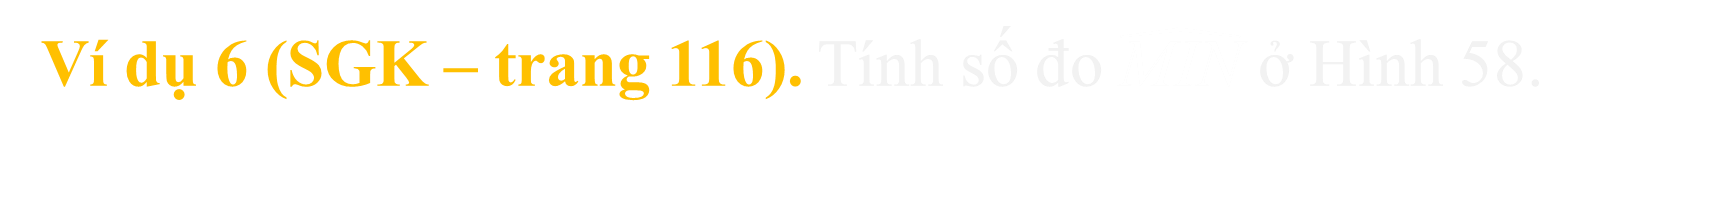 Ví dụ 6 (SGK – trang 116). Tính số đo ở Hình 58.